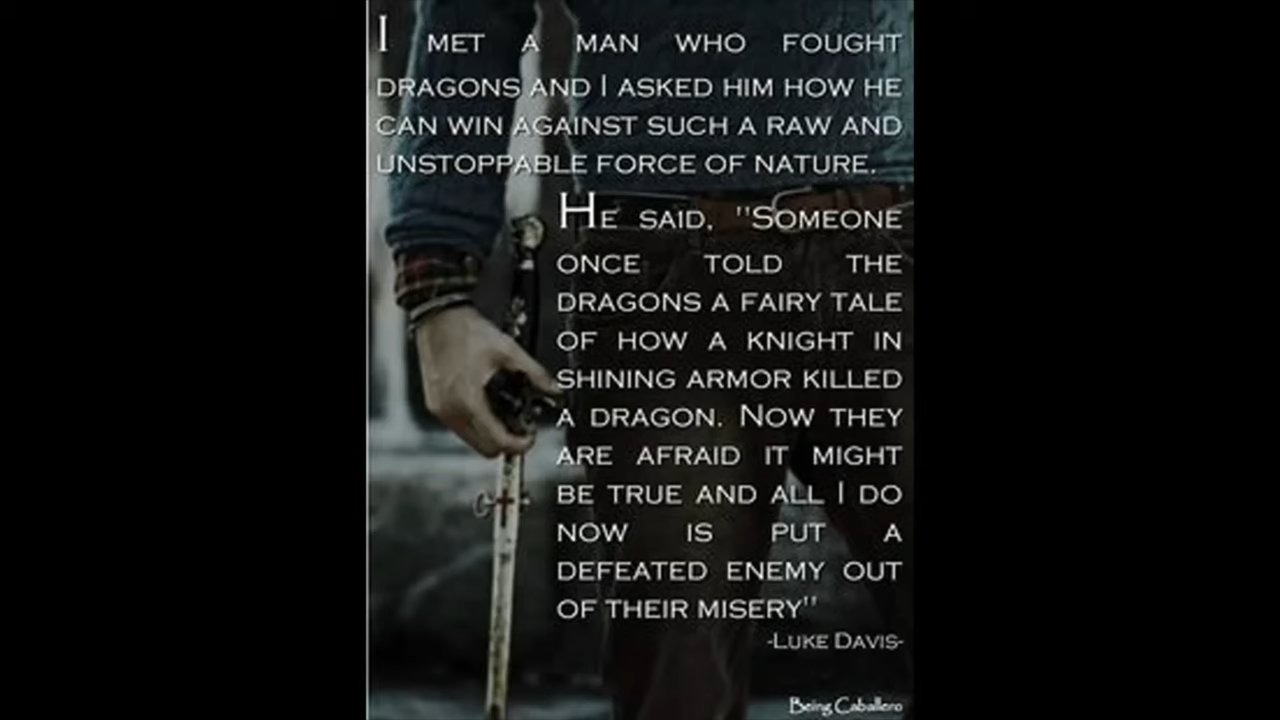 I MET A MAN WHO FOUGHT
DRAGONS AND I ASKED HIM HOW HE
CAN WIN AGAINST SUCH A RAW AND
UNSTOPPABLE FORCE OF NATURE.
HE SAID, "SOMEONE
ONCE TOLD THE
DRAGONS A FAIRY TALE
OF HOW A KNIGHT IN
SHINING ARMOR KILLED
A DRAGON. NOW THEY
ARE AFRAID IT MIGHT
BE TRUE AND ALL I DO
NOW IS PUT A
DEFEATED ENEMY OUT
OF THEIR MISERY"
-LUKE DAVIS-
Being Caballero